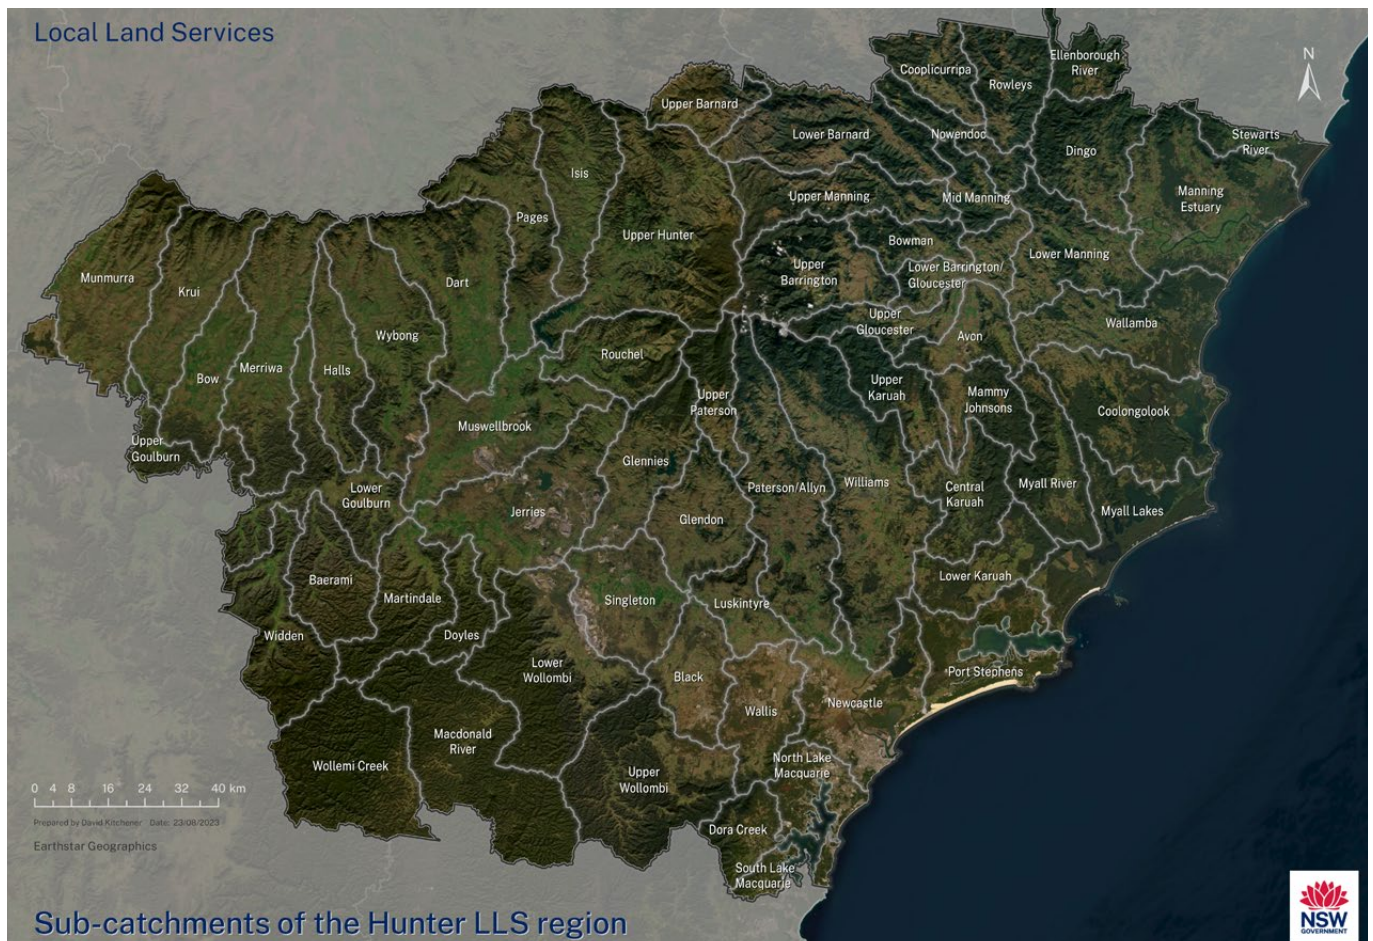 Local Land Services
N
Cooplicurripa
Ellenborough
River
Rowleys
Upper Barnard
Lower Barnard
Nowendoc
Dingo
Stewarts
River
Isis
Pages
Upper Hunter
Upper Manning
Mid Manning
Manning
Estuary
Munmurra
Krui
Dart
Bowman
Upper
Barrington
Lower Barrington/
Gloucester
Lower Manning
Wybong
Rouchel
Upper
Gloucester
Avon
Wallamba
Bow
Merriwa
Halls
Upper
Paterson
Upper
Karuah
Mammy
Johnsons
Coolongolook
Upper
Goulburn
Muswellbrook
Lower
Goulburn
Glennies
Paterson/Allyn
Williams
Central
Karuah
Myall River
Myall Lakes
Jerries
Glendon
Baerami
Martindale
Singleton
Luskintyre
Lower Karuah
Widden
Doyles
Lower
Wollombi
Black
Port Stephens
Wallis
Newcastle
Wollemi Creek
Macdonald
River
Upper
Wollombi
North Lake
Macquarie
Dora Creek
South Lake
Macquarie
0 4 8 16 24 32 40 km
Prepared by David Kitchener Date: 23/08/2023
Earthstar Geographics
Sub-catchments of the Hunter LLS region
NSW
GOVERNMENT